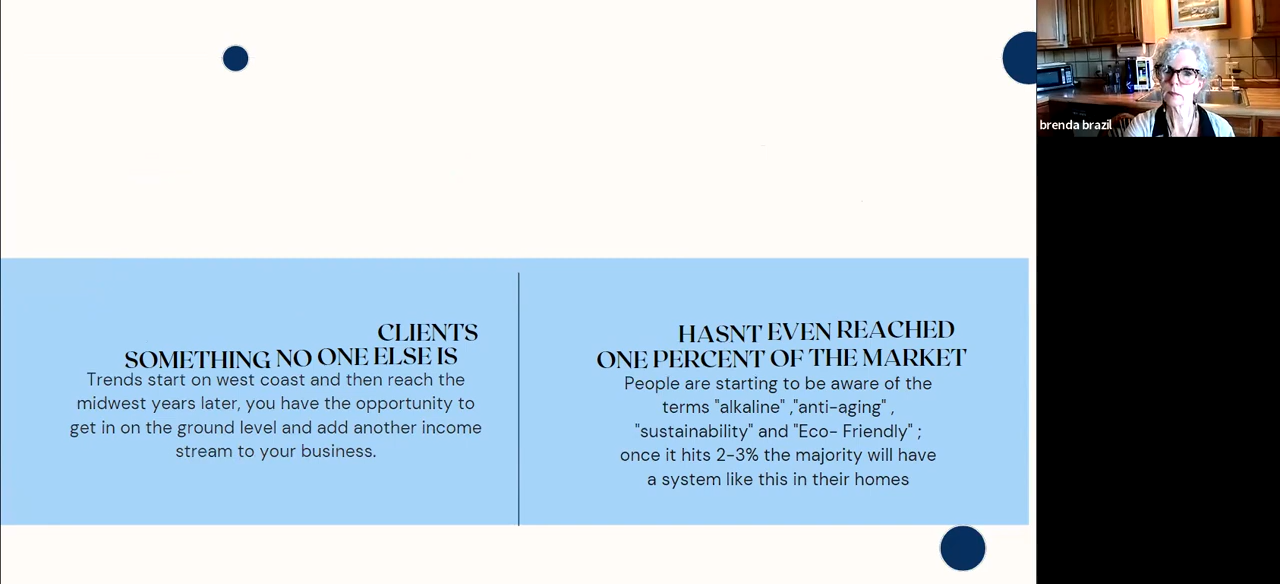 CLIENTS
SOMETHING NO ONE ELSE IS
Trends start on west coast and then reach the
midwest years later, you have the opportunity to
get in on the ground level and add another income
stream to your business.
HASNT EVEN REACHED
ONE PERCENT OF THE MARKET
People are starting to be aware of the
terms "alkaline" ,"anti-aging" ,
"sustainability" and "Eco- Friendly" ;
once it hits 2-3% the majority will have
a system like this in their homes
brenda brazil